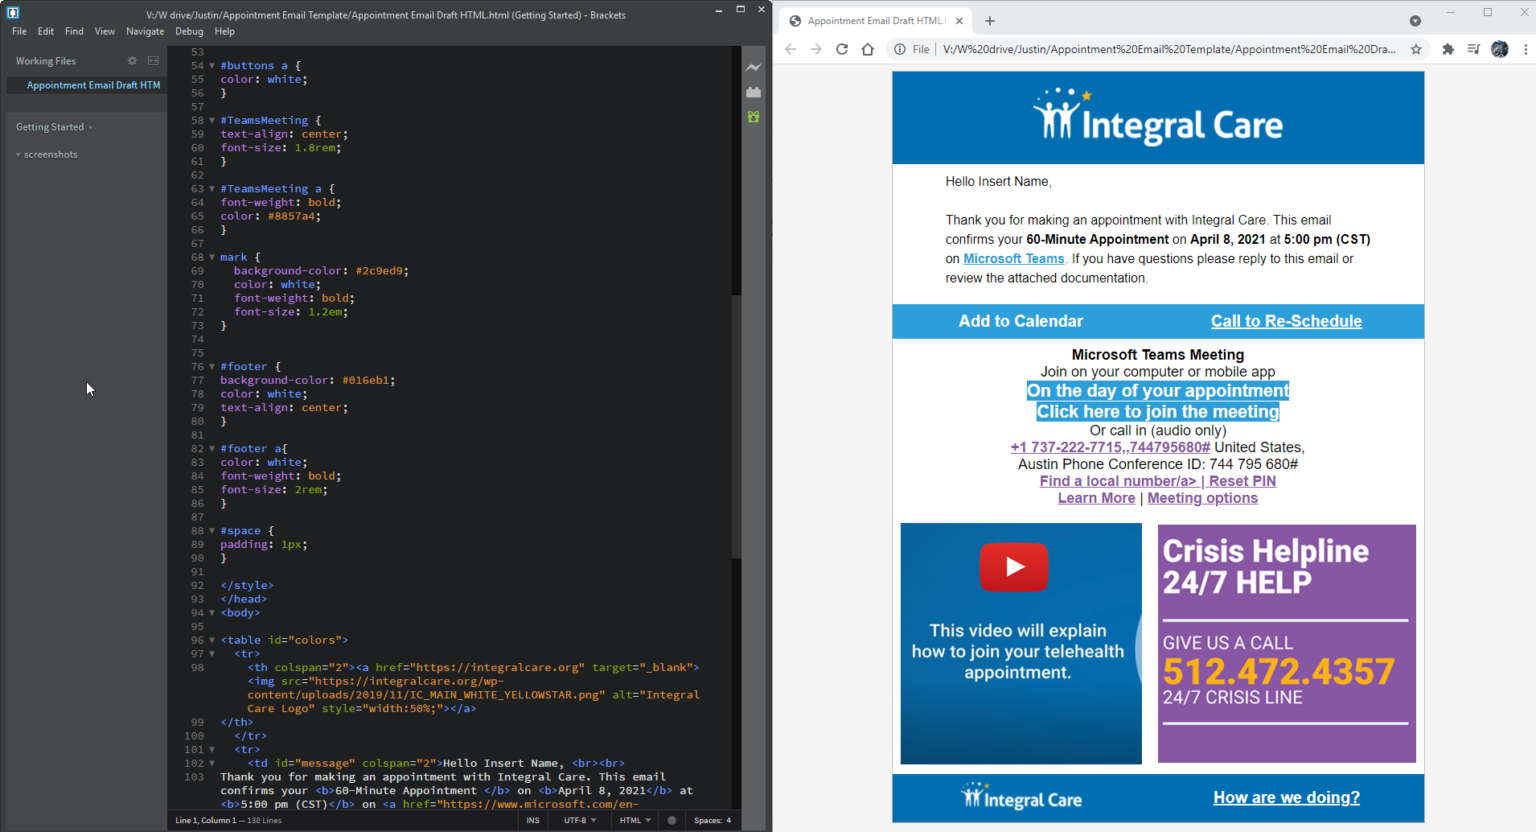 V:/W drive/Justin/Appointment Email Template/Appointment Email Draft HTML.html (Getting Started) - Brackets
File Edit Find View Navigate Debug Help
Working Files
Appointment Email Draft HTM
Getting Started
screenshots
53
54 #buttons a {
55 color: white;
56 }
57
58 #TeamsMeeting {
59 text-align: center;
60 font-size: 1.8rem;
61 }
62
63 #TeamsMeeting a {
64 font-weight: bold;
65 color: #8857a4;
66 }
67
68 mark {
69 background-color: #2c9ed9;
70 color: white;
71 font-weight: bold;
72 font-size: 1.2em;
73 }
74
75
76 #footer {
77 background-color: #016eb1;
78 color: white;
79 text-align: center;
80 }
81
82 #footer a{
83 color: white;
84 font-weight: bold;
85 font-size: 2rem;
86 }
87
88 #space {
89 padding: 1px;
90 }
91
92 </style>
93 </head>
94 <body>
95
96 <table id="colors">
97 <tr>
98 <th colspan="2"><a href="https://integralcare.org" target="_blank">
<img src="https://integralcare.org/wp-
content/uploads/2019/11/IC_MAIN_WHITE_YELLOWSTAR.png" alt="Integral
Care Logo" style="width:50%;"></a>
99 </th>
100 </tr>
101 <tr>
102 <td id="message" colspan="2">Hello Insert Name, <br><br>
103 Thank you for making an appointment with Integral Care. This email
confirms your <b>60-Minute Appointment </b> on <b>April 8, 2021</b> at
<b>5:00 pm (CST)</b> on <a href="https://www.microsoft.com/en-
Line 1, Column 1 — 138 Lines INS UTF-8 HTML Spaces: 4
Appointment Email Draft HTML.h
File V:/W%20drive/Justin/Appointment%20Email%20Template/Appointment%20Email%20Dra...
Integral Care
Hello Insert Name,
Thank you for making an appointment with Integral Care. This email
confirms your 60-Minute Appointment on April 8, 2021 at 5:00 pm (CST)
on Microsoft Teams. If you have questions please reply to this email or
review the attached documentation.
Add to Calendar Call to Re-Schedule
Microsoft Teams Meeting
Join on your computer or mobile app
On the day of your appointment
Click here to join the meeting
Or call in (audio only)
+1 737-222-7715,,744795680# United States,
Austin Phone Conference ID: 744 795 680#
Find a local number/a> | Reset PIN
Learn More | Meeting options
This video will explain
how to join your telehealth
appointment.
Crisis Helpline
24/7 HELP
GIVE US A CALL
512.472.4357
24/7 CRISIS LINE
Integral Care How are we doing?